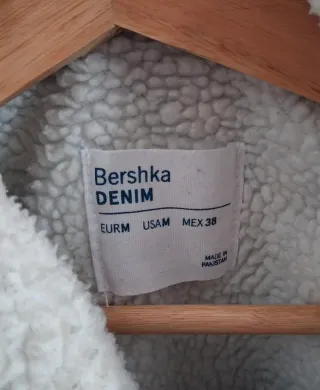 Bershka
DENIM
EUR M USA M MEX 38
MADE IN
PAKISTAN